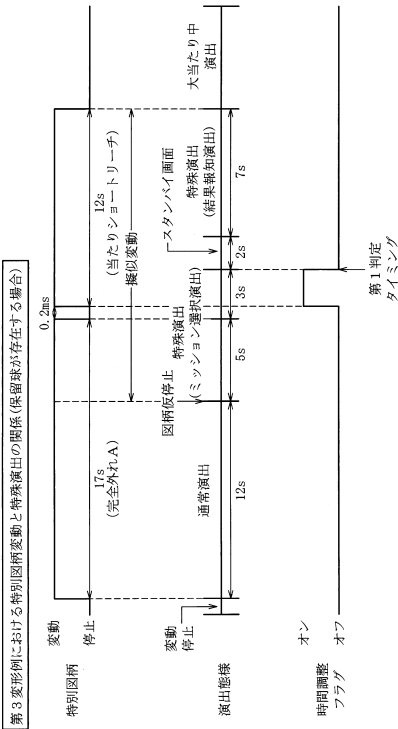 第3変形例における特別図柄変動と特殊演出の関係(保留球が存在する場合)
変動
停止
特別図柄
17s
(完全外れA)
0.2ms
12s
(当たりショートリーチ)
擬似変動
図柄仮停止
変動
停止
演出態様
通常演出
特殊演出
(ミッション選択演出)
スタンバイ画面
特殊演出
(結果報知演出)
大当たり中
演出
12s
5s
3s
2s
7s
オン
オフ
時間調整
フラグ
第1判定
タイミング